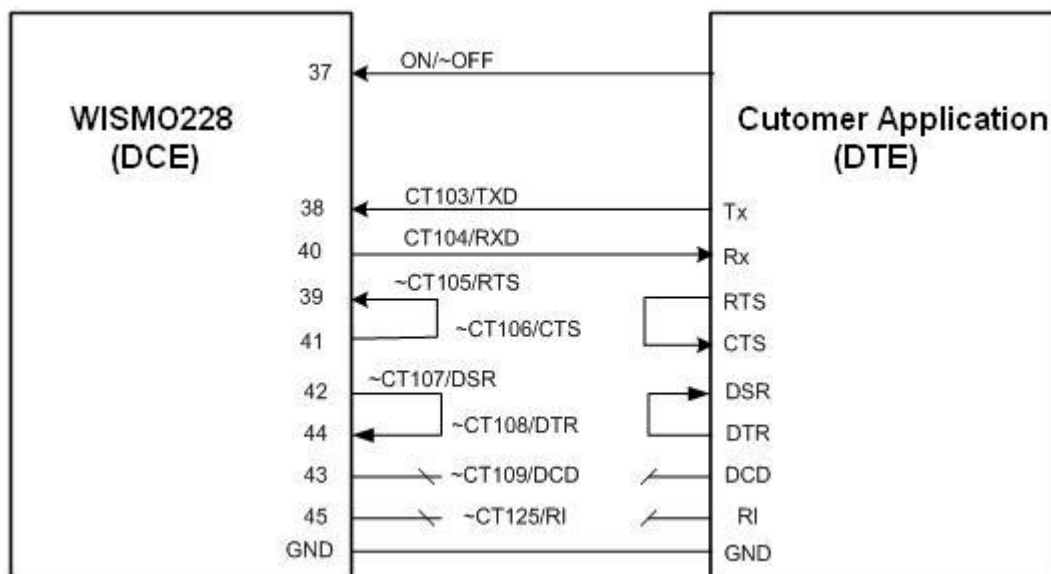 37 ON/~OFF
WISMO228
(DCE)
Cutomer Application
(DTE)
38 CT103/TXD Tx
40 CT104/RXD Rx
39 ~CT105/RTS RTS
41 ~CT106/CTS CTS
42 ~CT107/DSR DSR
44 ~CT108/DTR DTR
43 ~CT109/DCD DCD
45 ~CT125/RI RI
GND GND